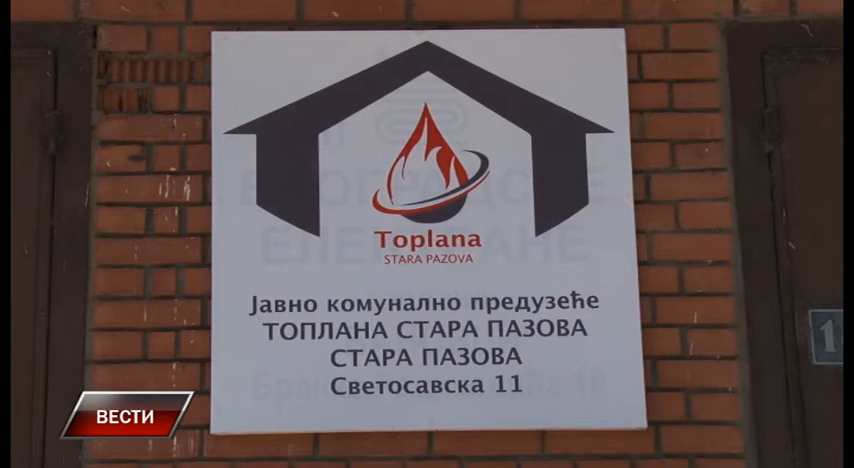 Toplana
STARA PAZOVA
Јавно комунално предузеће
ТОПЛАНА СТАРА ПАЗОВА
СТАРА ПАЗОВА
Светосавска 11
ВЕСТИ